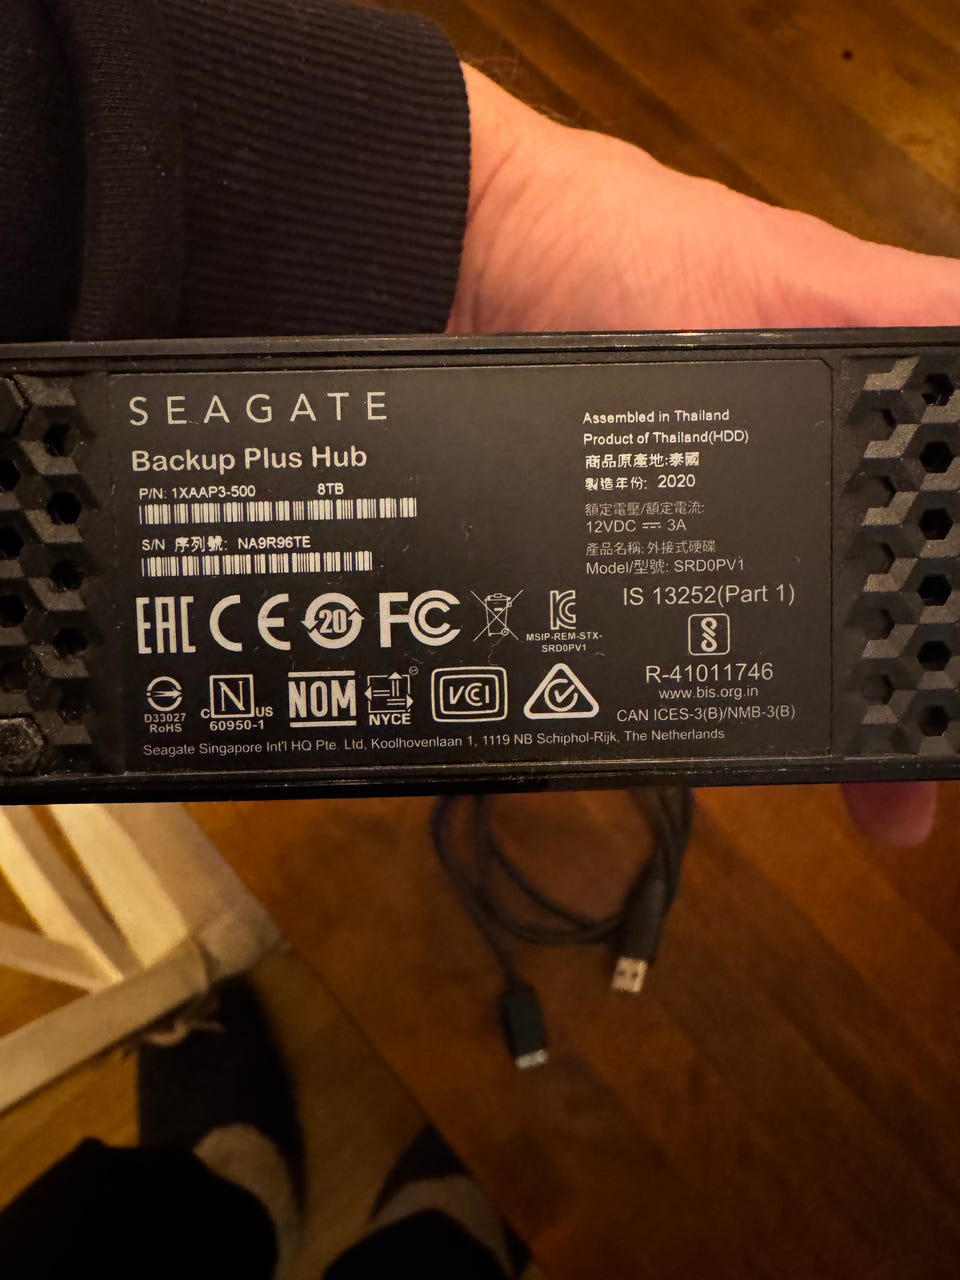 SEAGATE
Backup Plus Hub
P/N: 1XAAP3-500 8TB
S/N 序列號: NA9R96TE
Assembled in Thailand
Product of Thailand(HDD)
商品原產地:泰國
製造年份: 2020
額定電壓/額定電流:
12VDC ⎓ 3A
產品名稱: 外接式硬碟
Model/型號: SRD0PV1
EAC CE 20 FC
MSIP-REM-STX-
SRD0PV1
IS 13252(Part 1)
R-41011746
www.bis.org.in
CAN ICES-3(B)/NMB-3(B)
D33027
RoHS
c N US
60950-1
NOM
NYCE
VCI
Seagate Singapore Int'l HQ Pte. Ltd, Koolhovenlaan 1, 1119 NB Schiphol-Rijk, The Netherlands